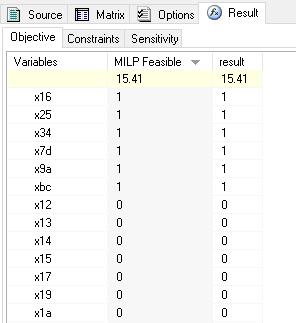 Source Matrix Options Result
Objective Constraints Sensitivity
Variables MILP Feasible result
15.41 15.41
x16 1 1
x25 1 1
x34 1 1
x7d 1 1
x9a 1 1
xbc 1 1
x12 0 0
x13 0 0
x14 0 0
x15 0 0
x17 0 0
x19 0 0
x1a 0 0